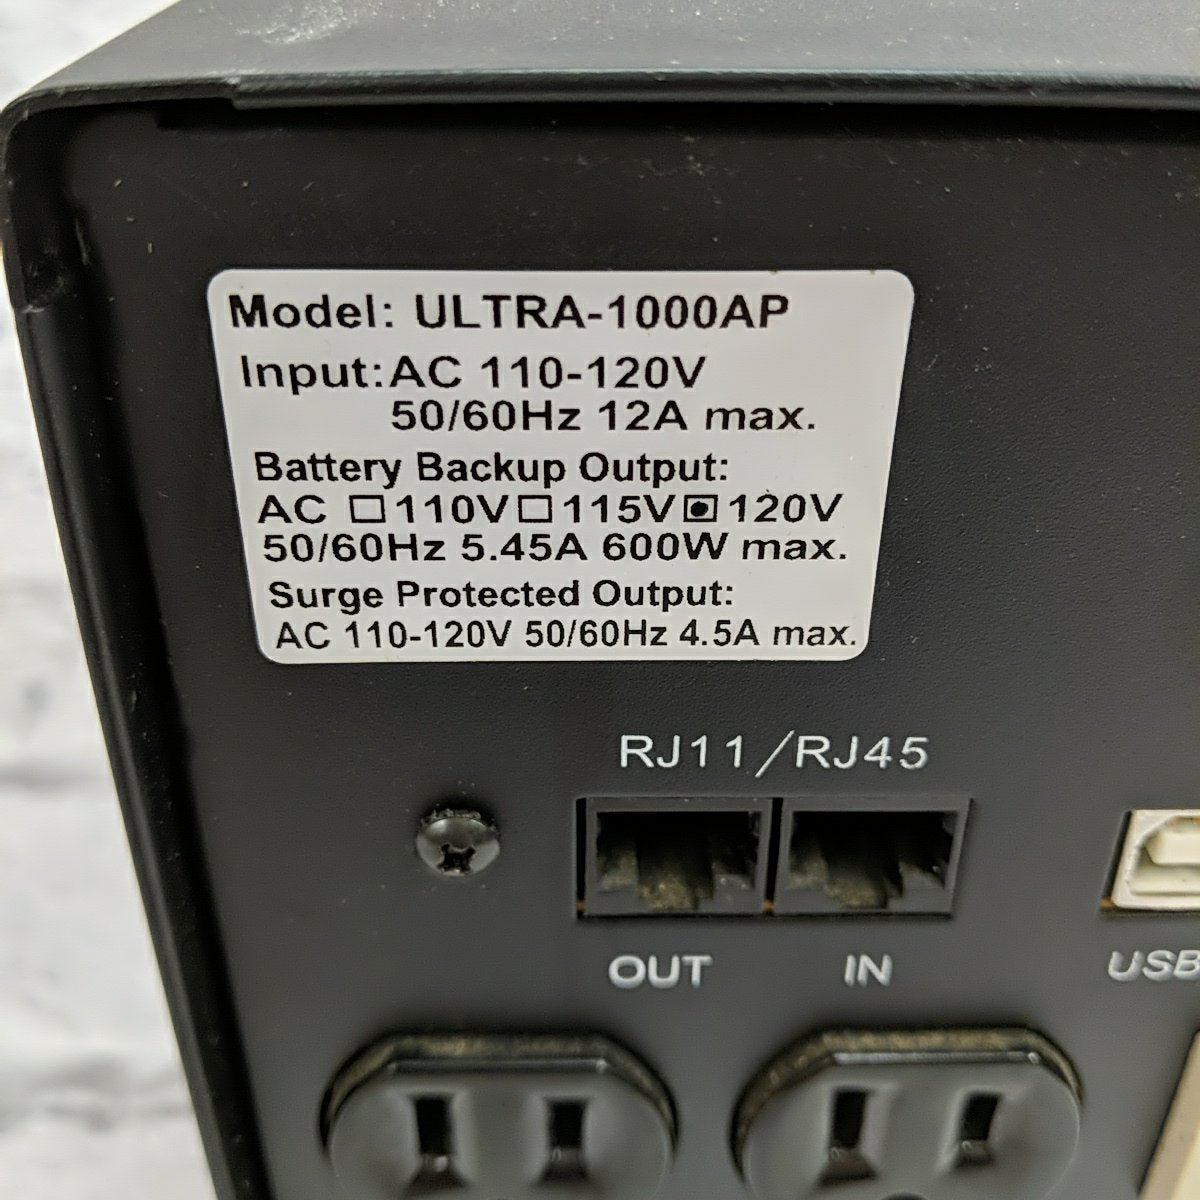 Model: ULTRA-1000AP
Input: AC 110-120V
50/60Hz 12A max.
Battery Backup Output:
AC ☐110V☐115V▣120V
50/60Hz 5.45A 600W max.
Surge Protected Output:
AC 110-120V 50/60Hz 4.5A max.
RJ11/RJ45
OUT IN USB